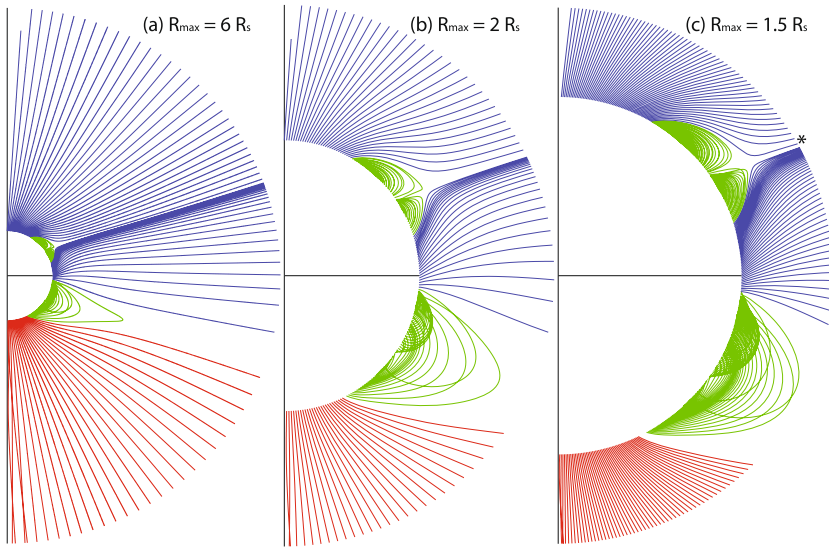 (a) Rmax = 6 Rs
(b) Rmax = 2 Rs
(c) Rmax = 1.5 Rs
*